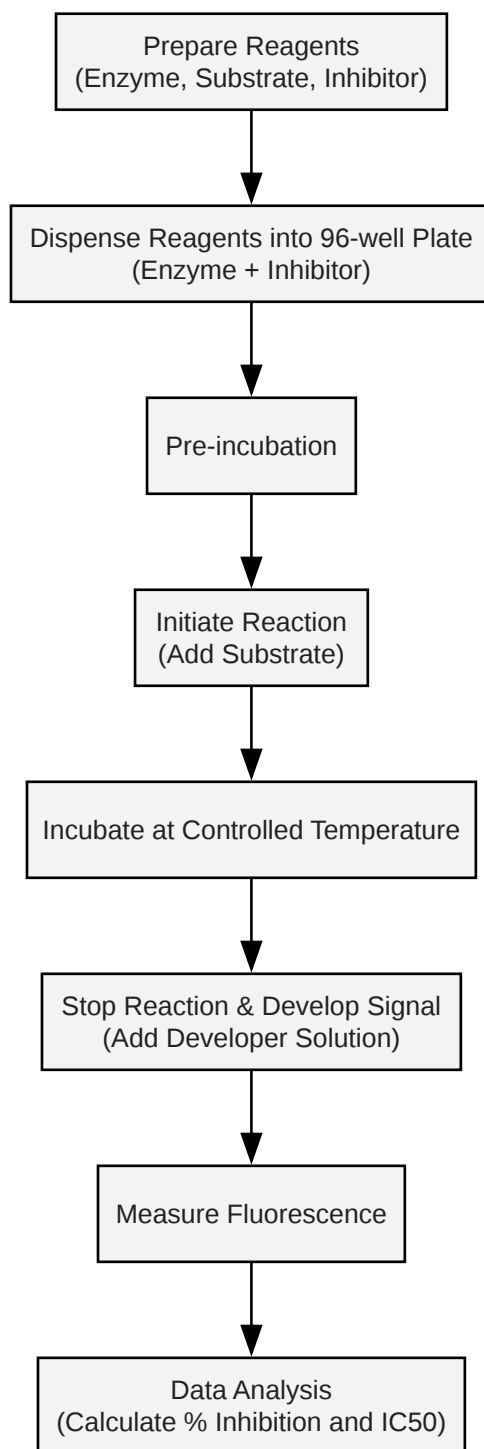 Prepare Reagents
(Enzyme, Substrate, Inhibitor)
Dispense Reagents into 96-well Plate
(Enzyme + Inhibitor)
Pre-incubation
Initiate Reaction
(Add Substrate)
Incubate at Controlled Temperature
Stop Reaction & Develop Signal
(Add Developer Solution)
Measure Fluorescence
Data Analysis
(Calculate % Inhibition and IC50)